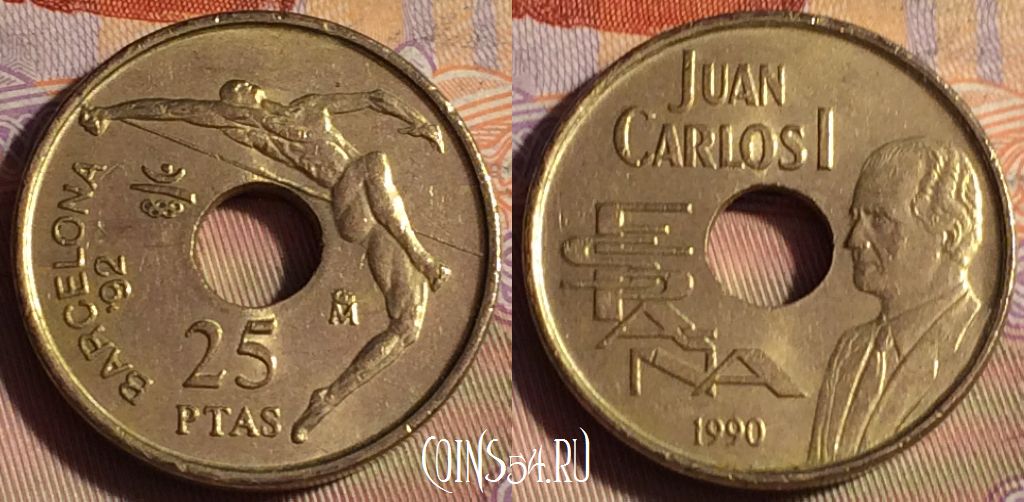 BARCELONA
'92
25
PTAS
M
JUAN
CARLOS I
ESPAÑA
1990
COINS54.RU